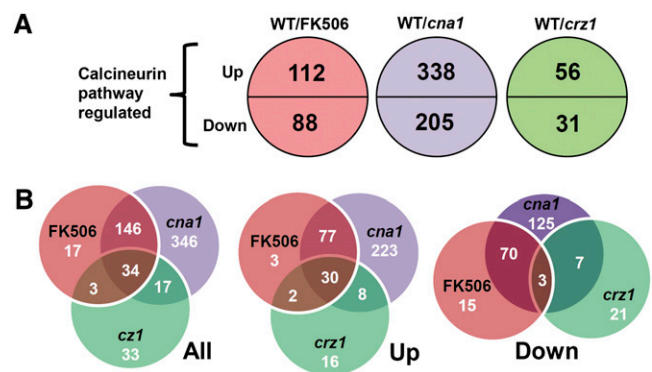 A
WT/FK506 WT/cna1 WT/crz1
Calcineurin
pathway
regulated
Up 112 338 56
Down 88 205 31
B
FK506
17
146
cna1
346
34
3
17
cz1
33
All
FK506
3
77
cna1
223
30
2
8
crz1
16
Up
cna1
125
70
7
3
FK506
15
crz1
21
Down